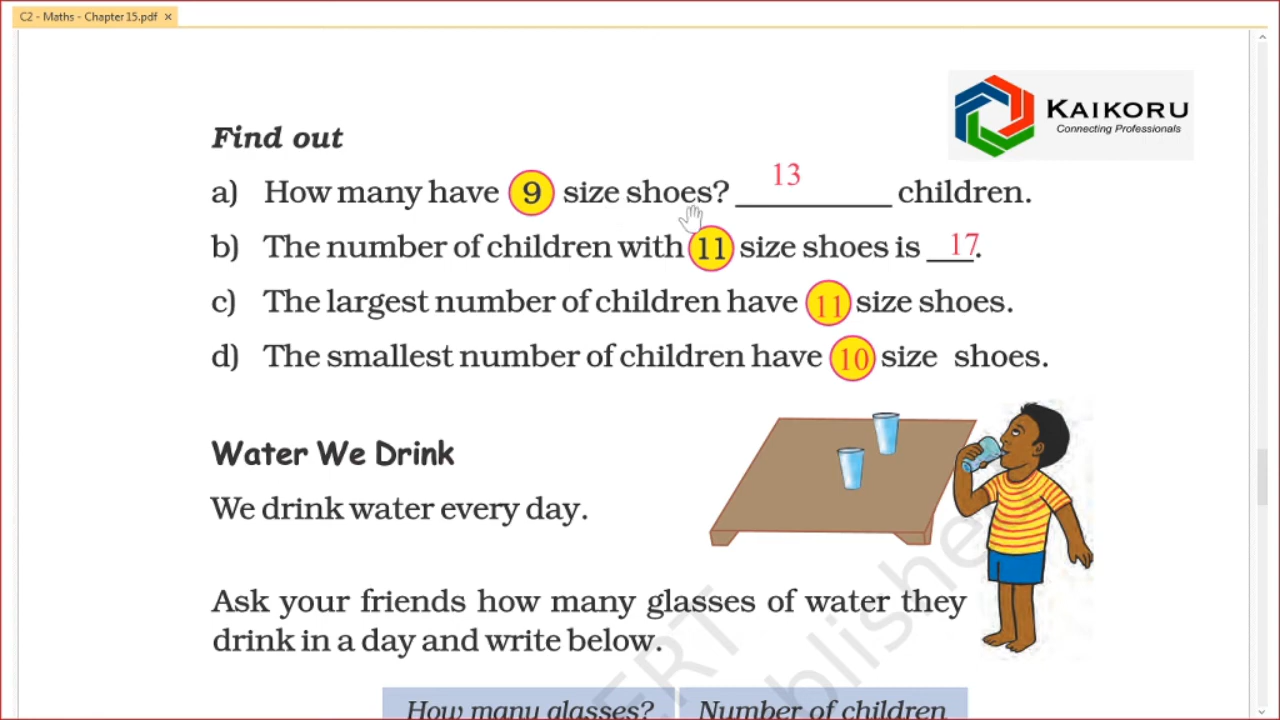 C2 - Maths - Chapter 15.pdf ×
KAIKORU
Connecting Professionals
Find out
a) How many have 9 size shoes? 13 children.
b) The number of children with 11 size shoes is 17.
c) The largest number of children have 11 size shoes.
d) The smallest number of children have 10 size shoes.
Water We Drink
We drink water every day.
Ask your friends how many glasses of water they
drink in a day and write below.
How many glasses? Number of children